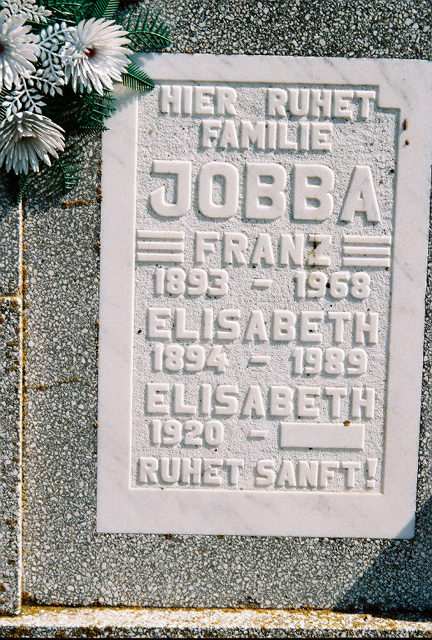 HIER RUHET
FAMILIE
JOBBA
FRANZ
1893 - 1968
ELISABETH
1894 - 1989
ELISABETH
1920 -
RUHET SANFT!